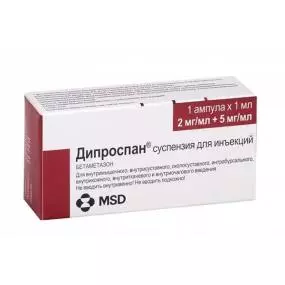 1 ампула x 1 мл
2 мг/мл + 5 мг/мл
Дипроспан® суспензия для инъекций
БЕТАМЕТАЗОН
Для внутримышечного, внутрисуставного, околосуставного, интрабурсального,
внутрикожного, внутритканевого и внутриочагового введения
Не вводить внутривенно! Не вводить подкожно!
MSD